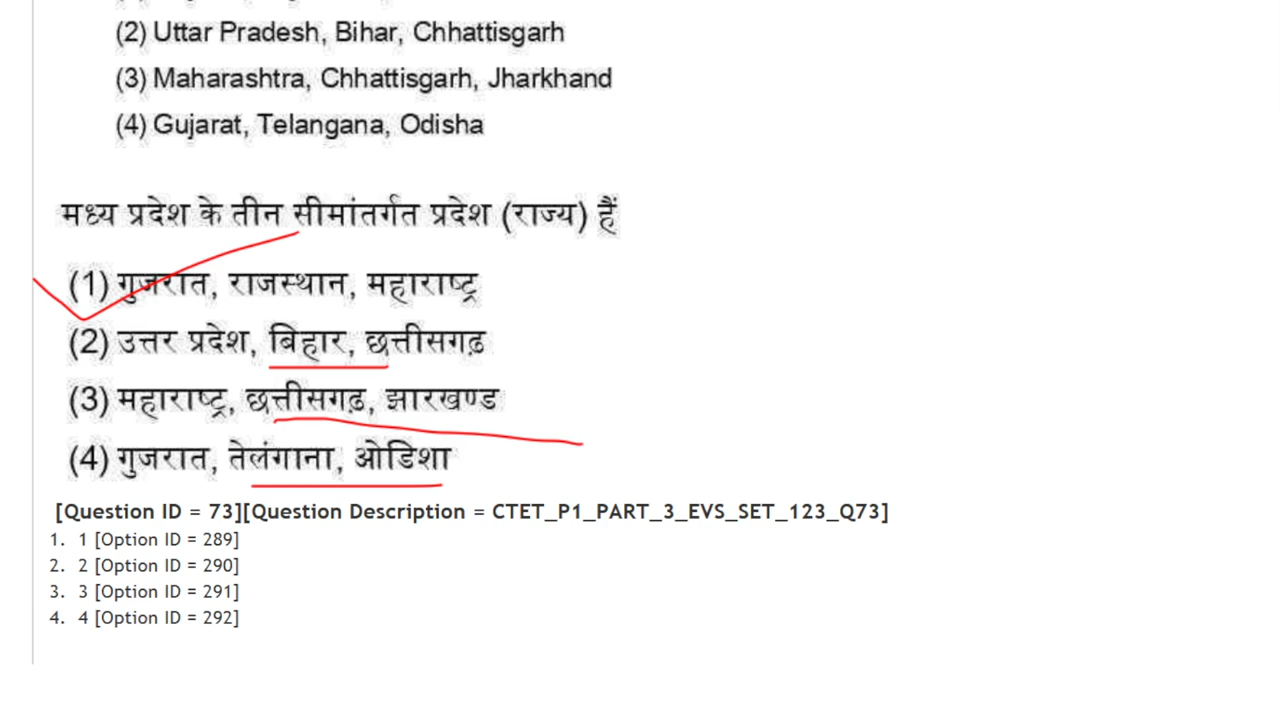 (2) Uttar Pradesh, Bihar, Chhattisgarh
(3) Maharashtra, Chhattisgarh, Jharkhand
(4) Gujarat, Telangana, Odisha
मध्य प्रदेश के तीन सीमांतर्गत प्रदेश (राज्य) हैं
(1) गुजरात, राजस्थान, महाराष्ट्र
(2) उत्तर प्रदेश, बिहार, छत्तीसगढ़
(3) महाराष्ट्र, छत्तीसगढ़, झारखण्ड
(4) गुजरात, तेलंगाना, ओडिशा
[Question ID = 73][Question Description = CTET_P1_PART_3_EVS_SET_123_Q73]
1. 1 [Option ID = 289]
2. 2 [Option ID = 290]
3. 3 [Option ID = 291]
4. 4 [Option ID = 292]